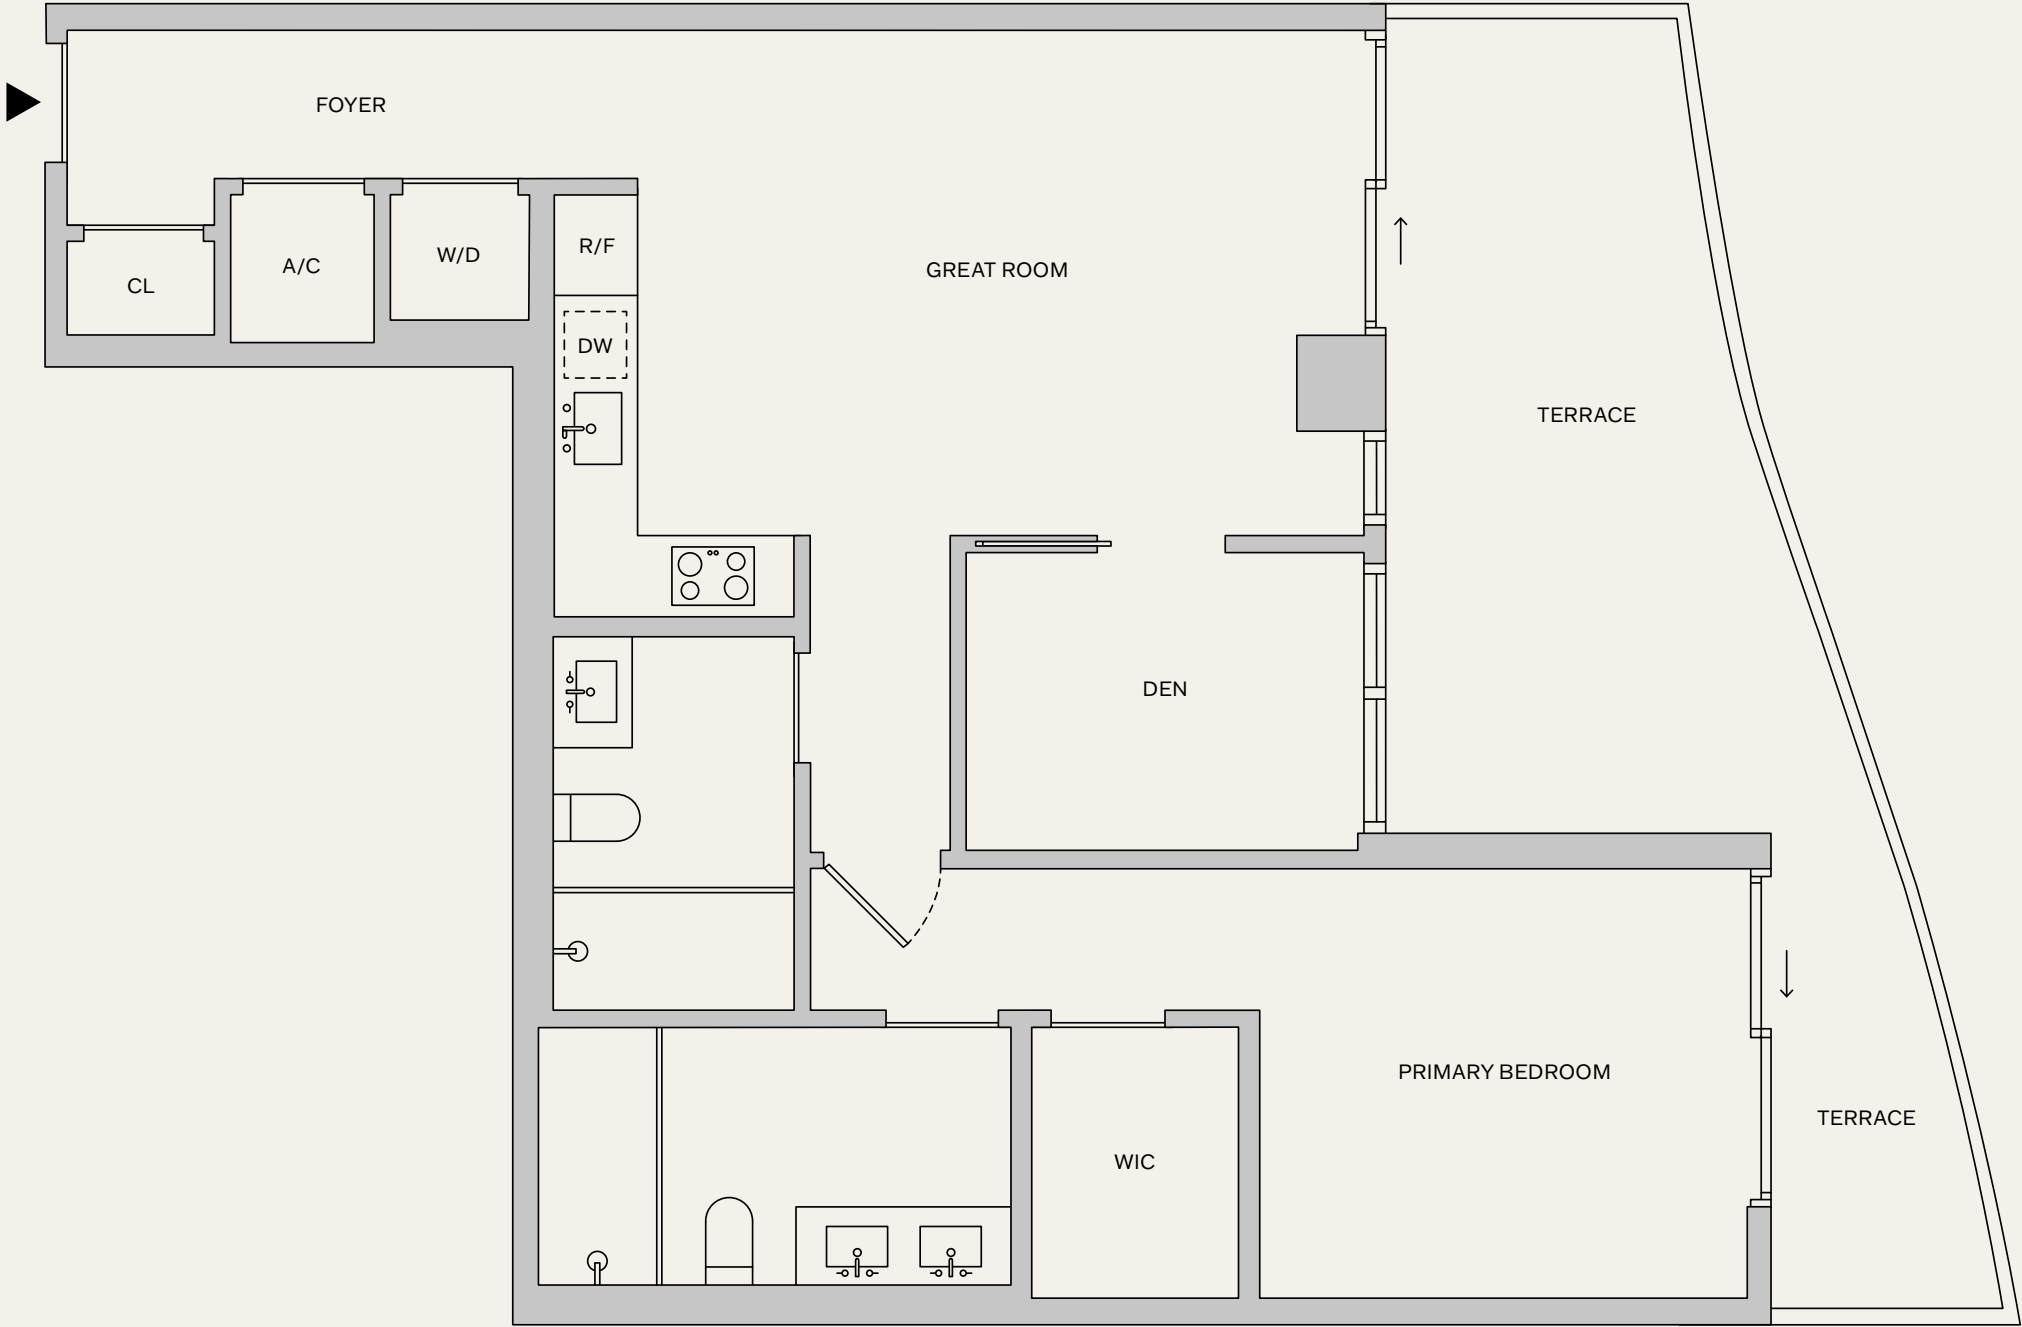 FOYER
R/F
W/D
A/C
CL
GREAT ROOM
DW
TERRACE
DEN
PRIMARY BEDROOM
TERRACE
WIC